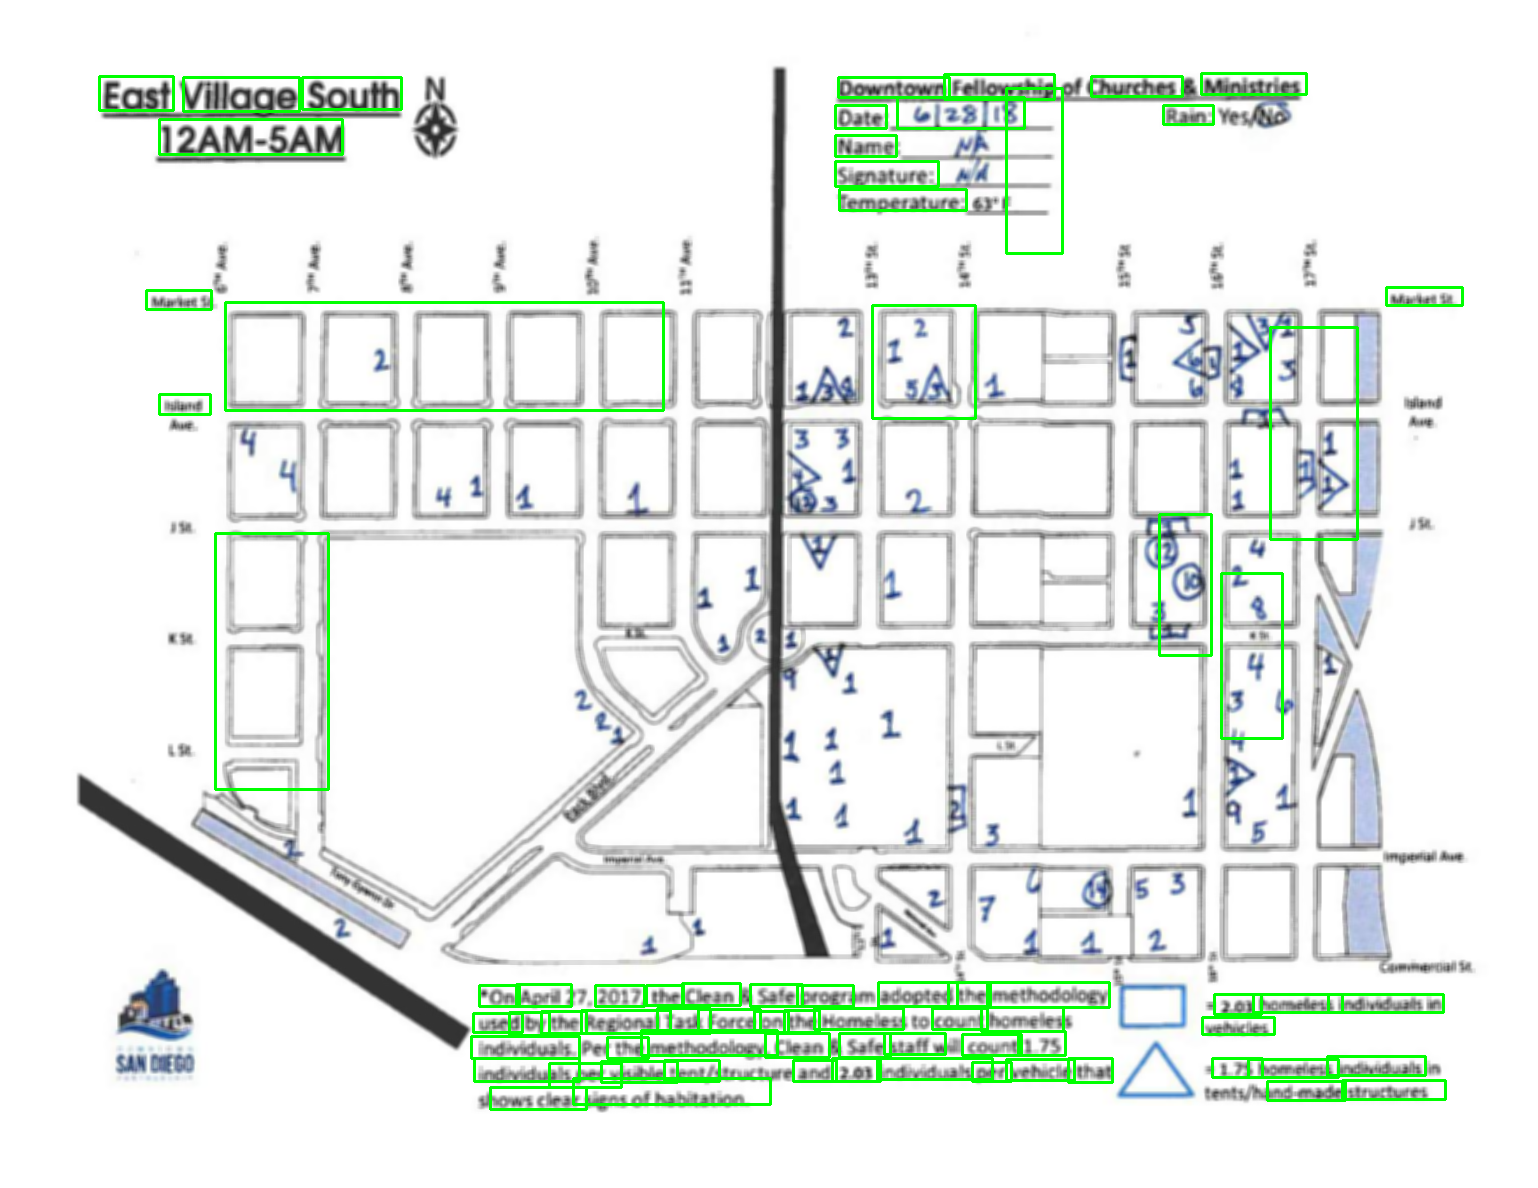 East Village South
12AM-5AM
N
Downtown Fellowship of Churches & Ministries
Date: 6|28|18
Rain: Yes/No
Name: N/A
Signature: N/A
Temperature: 63° F
6TH Ave. 7TH Ave. 8TH Ave. 9TH Ave. 10TH Ave. 11TH Ave. 13TH St. 14TH St. 15TH St 16TH St. 17TH St.
Market St. Market St.
2 2 2 1 5 3 1
2 1 1 6 1 3
1 3 8 5 3 1 6 8
Island Ave. Island Ave.
4 3 3 1
4 4 1 1 1 1 1 1 1
3 2 1
J St. J St.
1 12 4
1 1 1 10 2
3 8
K St. K St. K St.
1 2 1 1 4 1
9 1
2 3 6
2 1 1
1 1 1 4
L St. L St.
1
1 2 1 9 1
1 1 3 5
Park Blvd.
Imperial Ave. Imperial Ave.
2
Tony Gwynn Dr.
2 7 14 5 3
2 1 1 1 1 1 2
Commercial St.
14TH St 15TH St 16TH St
*On April 27, 2017, the Clean & Safe program adopted the methodology
used by the Regional Task Force on the Homeless to count homeless
individuals. Per the methodology, Clean & Safe staff will count 1.75
individuals per visible tent/structure and 2.03 individuals per vehicle that
shows clear signs of habitation.
= 2.03 homeless individuals in
vehicles
= 1.75 homeless individuals in
tents/hand-made structures
DOWNTOWN
SAN DIEGO
PARTNERSHIP